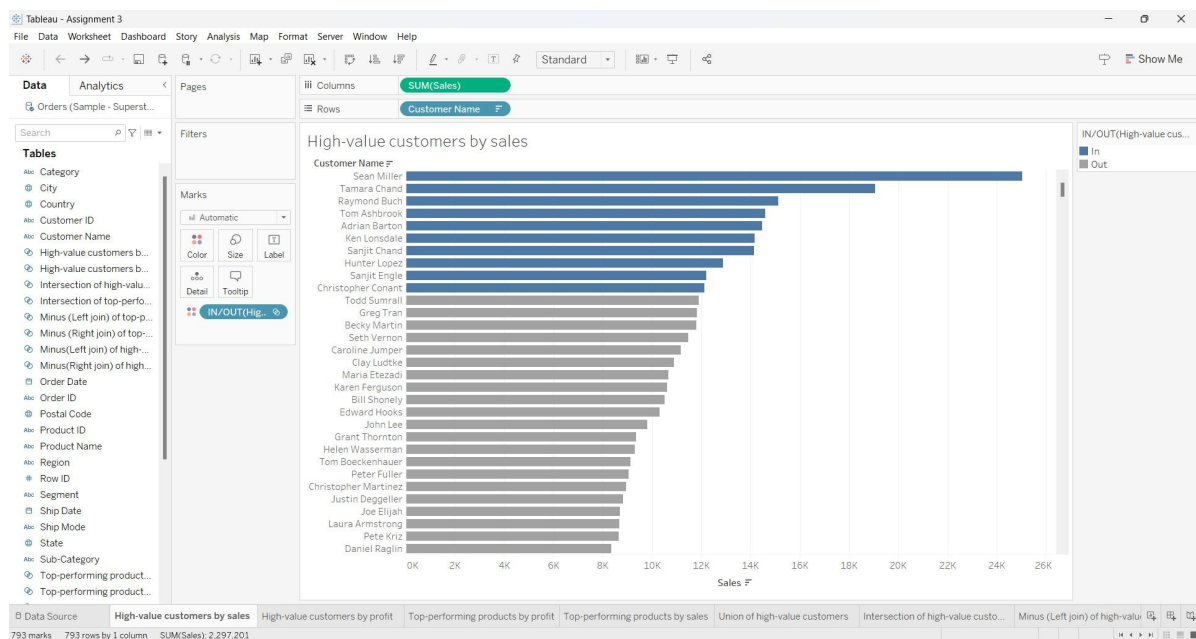 Tableau - Assignment 3
File Data Worksheet Dashboard Story Analysis Map Format Server Window Help
Standard
Show Me
Data Analytics
Orders (Sample - Superst...
Search
Tables
Abc Category
City
Country
Abc Customer ID
Abc Customer Name
High-value customers b...
High-value customers b...
Intersection of high-valu...
Intersection of top-perfo...
Minus (Left join) of top-p...
Minus (Right join) of top-...
Minus(Left join) of high-...
Minus(Right join) of high...
Order Date
Abc Order ID
Postal Code
Abc Product ID
Abc Product Name
Abc Region
# Row ID
Abc Segment
Ship Date
Abc Ship Mode
State
Abc Sub-Category
Top-performing product...
Top-performing product...
Pages
Filters
Marks
Automatic
Color Size Label
Detail Tooltip
IN/OUT(Hig..
Columns SUM(Sales)
Rows Customer Name
High-value customers by sales
Customer Name
Sean Miller
Tamara Chand
Raymond Buch
Tom Ashbrook
Adrian Barton
Ken Lonsdale
Sanjit Chand
Hunter Lopez
Sanjit Engle
Christopher Conant
Todd Sumrall
Greg Tran
Becky Martin
Seth Vernon
Caroline Jumper
Clay Ludtke
Maria Etezadi
Karen Ferguson
Bill Shonely
Edward Hooks
John Lee
Grant Thornton
Helen Wasserman
Tom Boeckenhauer
Peter Fuller
Christopher Martinez
Justin Deggeller
Joe Elijah
Laura Armstrong
Pete Kriz
Daniel Raglin
0K 2K 4K 6K 8K 10K 12K 14K 16K 18K 20K 22K 24K 26K
Sales
IN/OUT(High-value cus...
In
Out
Data Source High-value customers by sales High-value customers by profit Top-performing products by profit Top-performing products by sales Union of high-value customers Intersection of high-value custo... Minus (Left join) of high-valu
793 marks 793 rows by 1 column SUM(Sales): 2,297,201